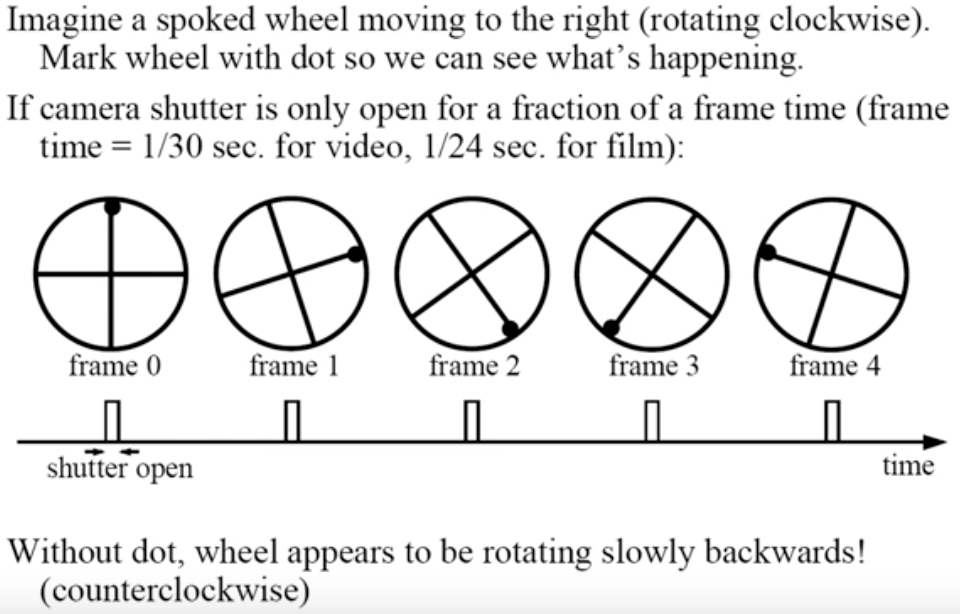 Imagine a spoked wheel moving to the right (rotating clockwise).
Mark wheel with dot so we can see what's happening.
If camera shutter is only open for a fraction of a frame time (frame
time = 1/30 sec. for video, 1/24 sec. for film):
frame 0 frame 1 frame 2 frame 3 frame 4
shutter open time
Without dot, wheel appears to be rotating slowly backwards!
(counterclockwise)